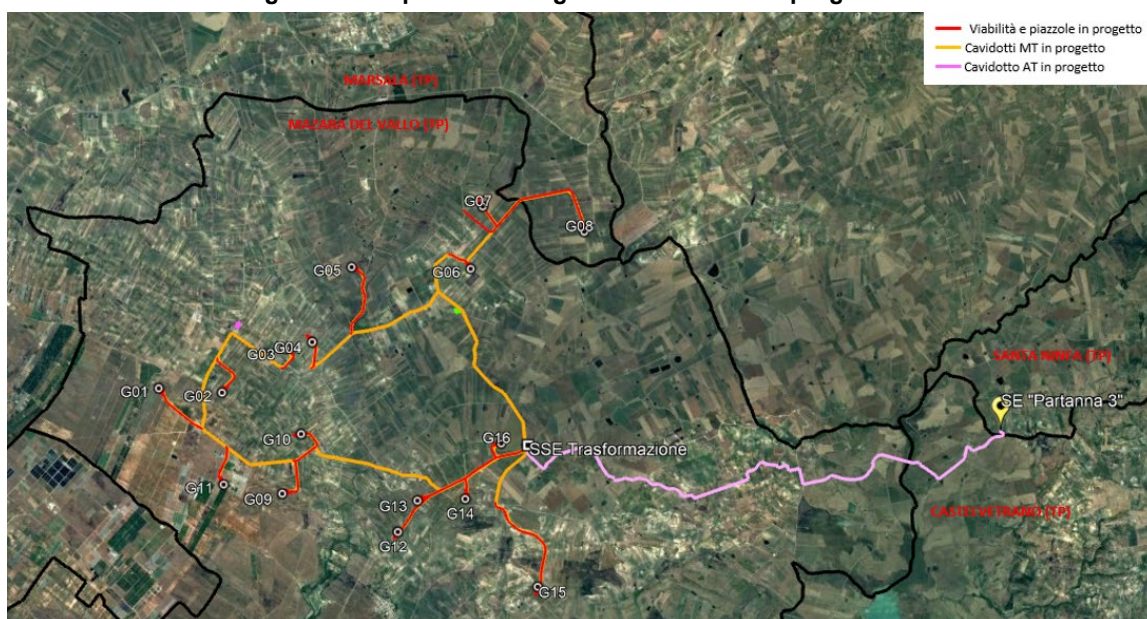 Viabilità e piazzole in progetto
Cavidotti MT in progetto
Cavidotto AT in progetto
MARSALA (TP)
MAZARA DEL VALLO (TP)
G07
G08
G05
G06
G03
G04
G01
G02
SANTA NINFA (TP)
SE "Partanna 3"
G10
G16
SSE Trasformazione
G11
G09
G13
G14
CASTELVETRANO (TP)
G12
G15